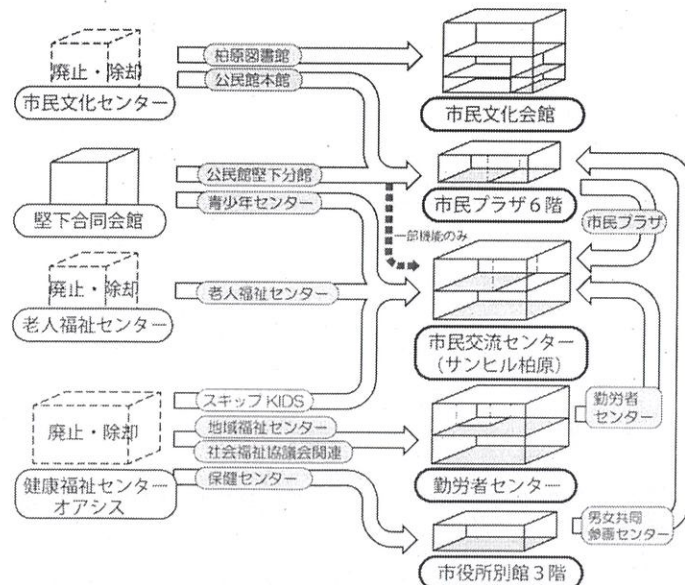 廃止・除却
市民文化センター
柏原図書館
公民館本館
市民文化会館
堅下合同会館
公民館堅下分館
青少年センター
市民プラザ6階
市民プラザ
一部機能のみ
廃止・除却
老人福祉センター
老人福祉センター
市民交流センター
(サンヒル柏原)
廃止・除却
健康福祉センター
オアシス
スキップKIDS
地域福祉センター
社会福祉協議会関連
保健センター
勤労者センター
勤労者
センター
市役所別館3階
男女共同
参画センター